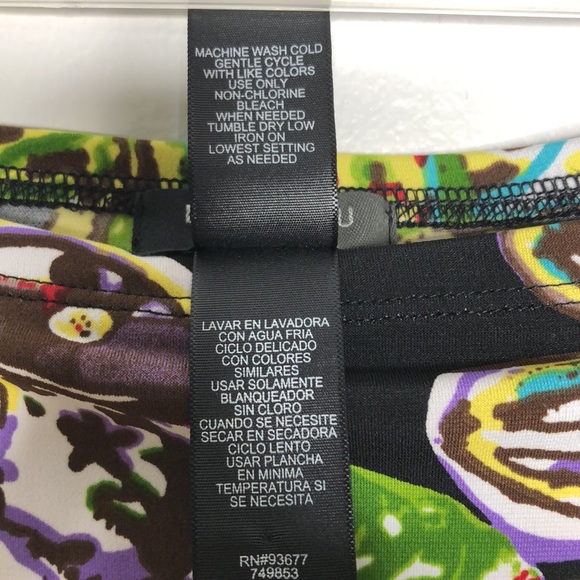 MACHINE WASH COLD
GENTLE CYCLE
WITH LIKE COLORS
USE ONLY
NON-CHLORINE
BLEACH
WHEN NEEDED
TUMBLE DRY LOW
IRON ON
LOWEST SETTING
AS NEEDED
U
LAVAR EN LAVADORA
CON AGUA FRIA
CICLO DELICADO
CON COLORES
SIMILARES
USAR SOLAMENTE
BLANQUEADOR
SIN CLORO
CUANDO SE NECESITE
SECAR EN SECADORA
CICLO LENTO
USAR PLANCHA
EN MINIMA
TEMPERATURA SI
SE NECESITA
RN#93677
749853